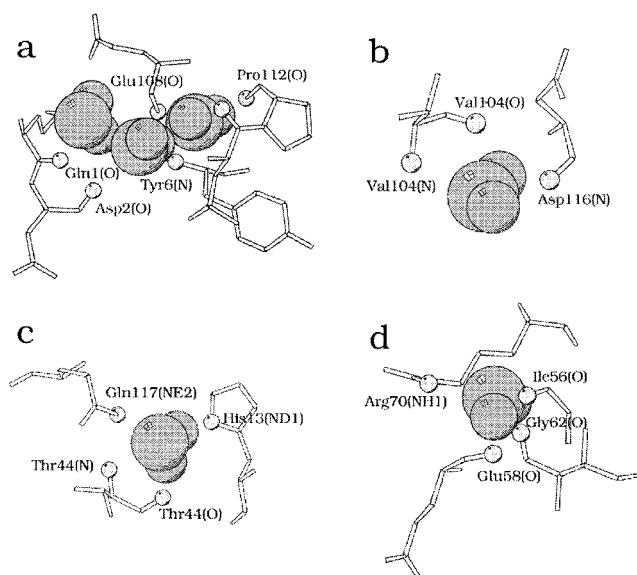 a
Glu108(O)
Pro112(O)
Gln1(O)
Tyr6(N)
Asp2(O)
b
Val104(O)
Val104(N)
Asp116(N)
c
Gln117(NE2)
His13(ND1)
Thr44(N)
Thr44(O)
d
Ile56(O)
Arg70(NH1)
Gly62(O)
Glu58(O)